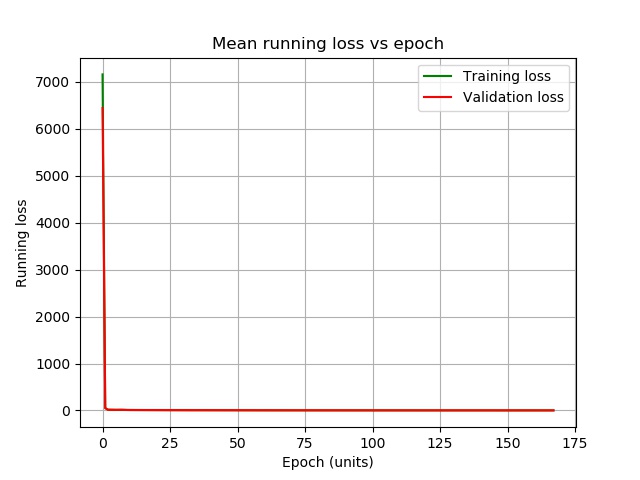 Mean running loss vs epoch
Training loss
Validation loss
7000
6000
5000
4000
3000
2000
1000
0
Running loss
0 25 50 75 100 125 150 175
Epoch (units)